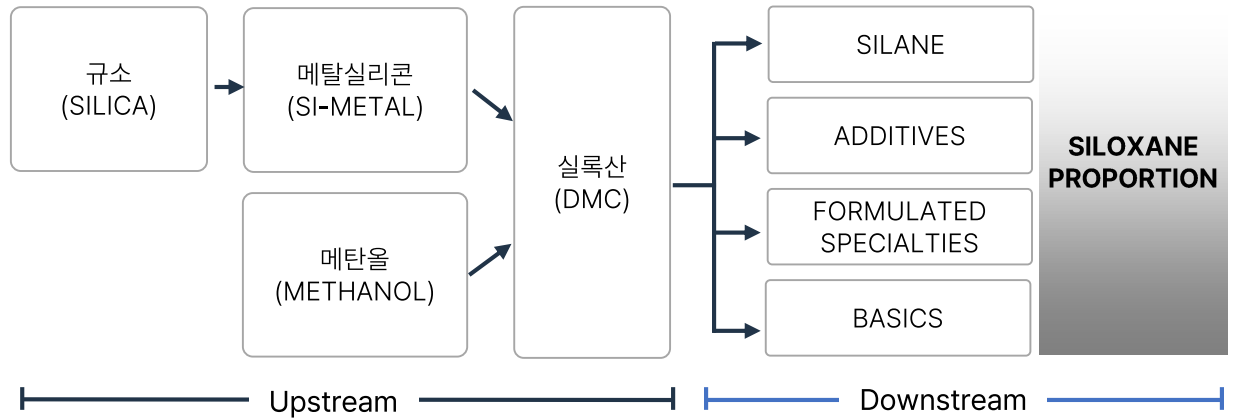 규소
(SILICA)
메탈실리콘
(SI-METAL)
메탄올
(METHANOL)
실록산
(DMC)
SILANE
ADDITIVES
FORMULATED
SPECIALTIES
BASICS
SILOXANE
PROPORTION
Upstream
Downstream